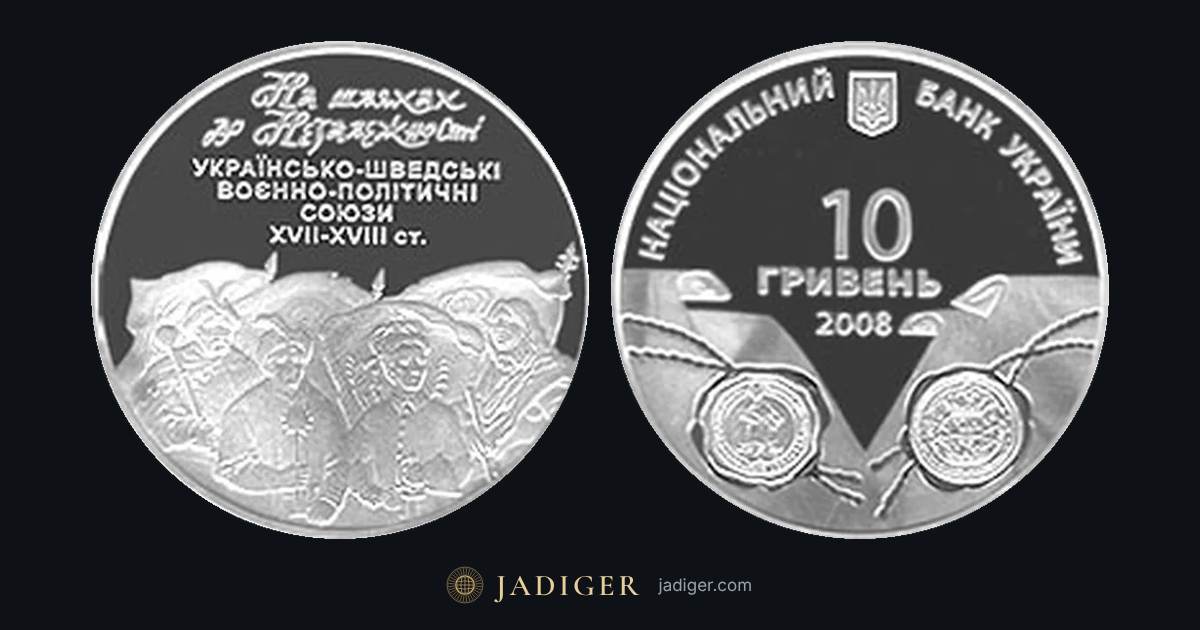 На шляхах
до Незалежності
УКРАЇНСЬКО-ШВЕДСЬКІ
ВОЄННО-ПОЛІТИЧНІ
СОЮЗИ
XVII-XVIII ст.
НАЦІОНАЛЬНИЙ БАНК УКРАЇНИ
10
ГРИВЕНЬ
2008
JADIGER jadiger.com